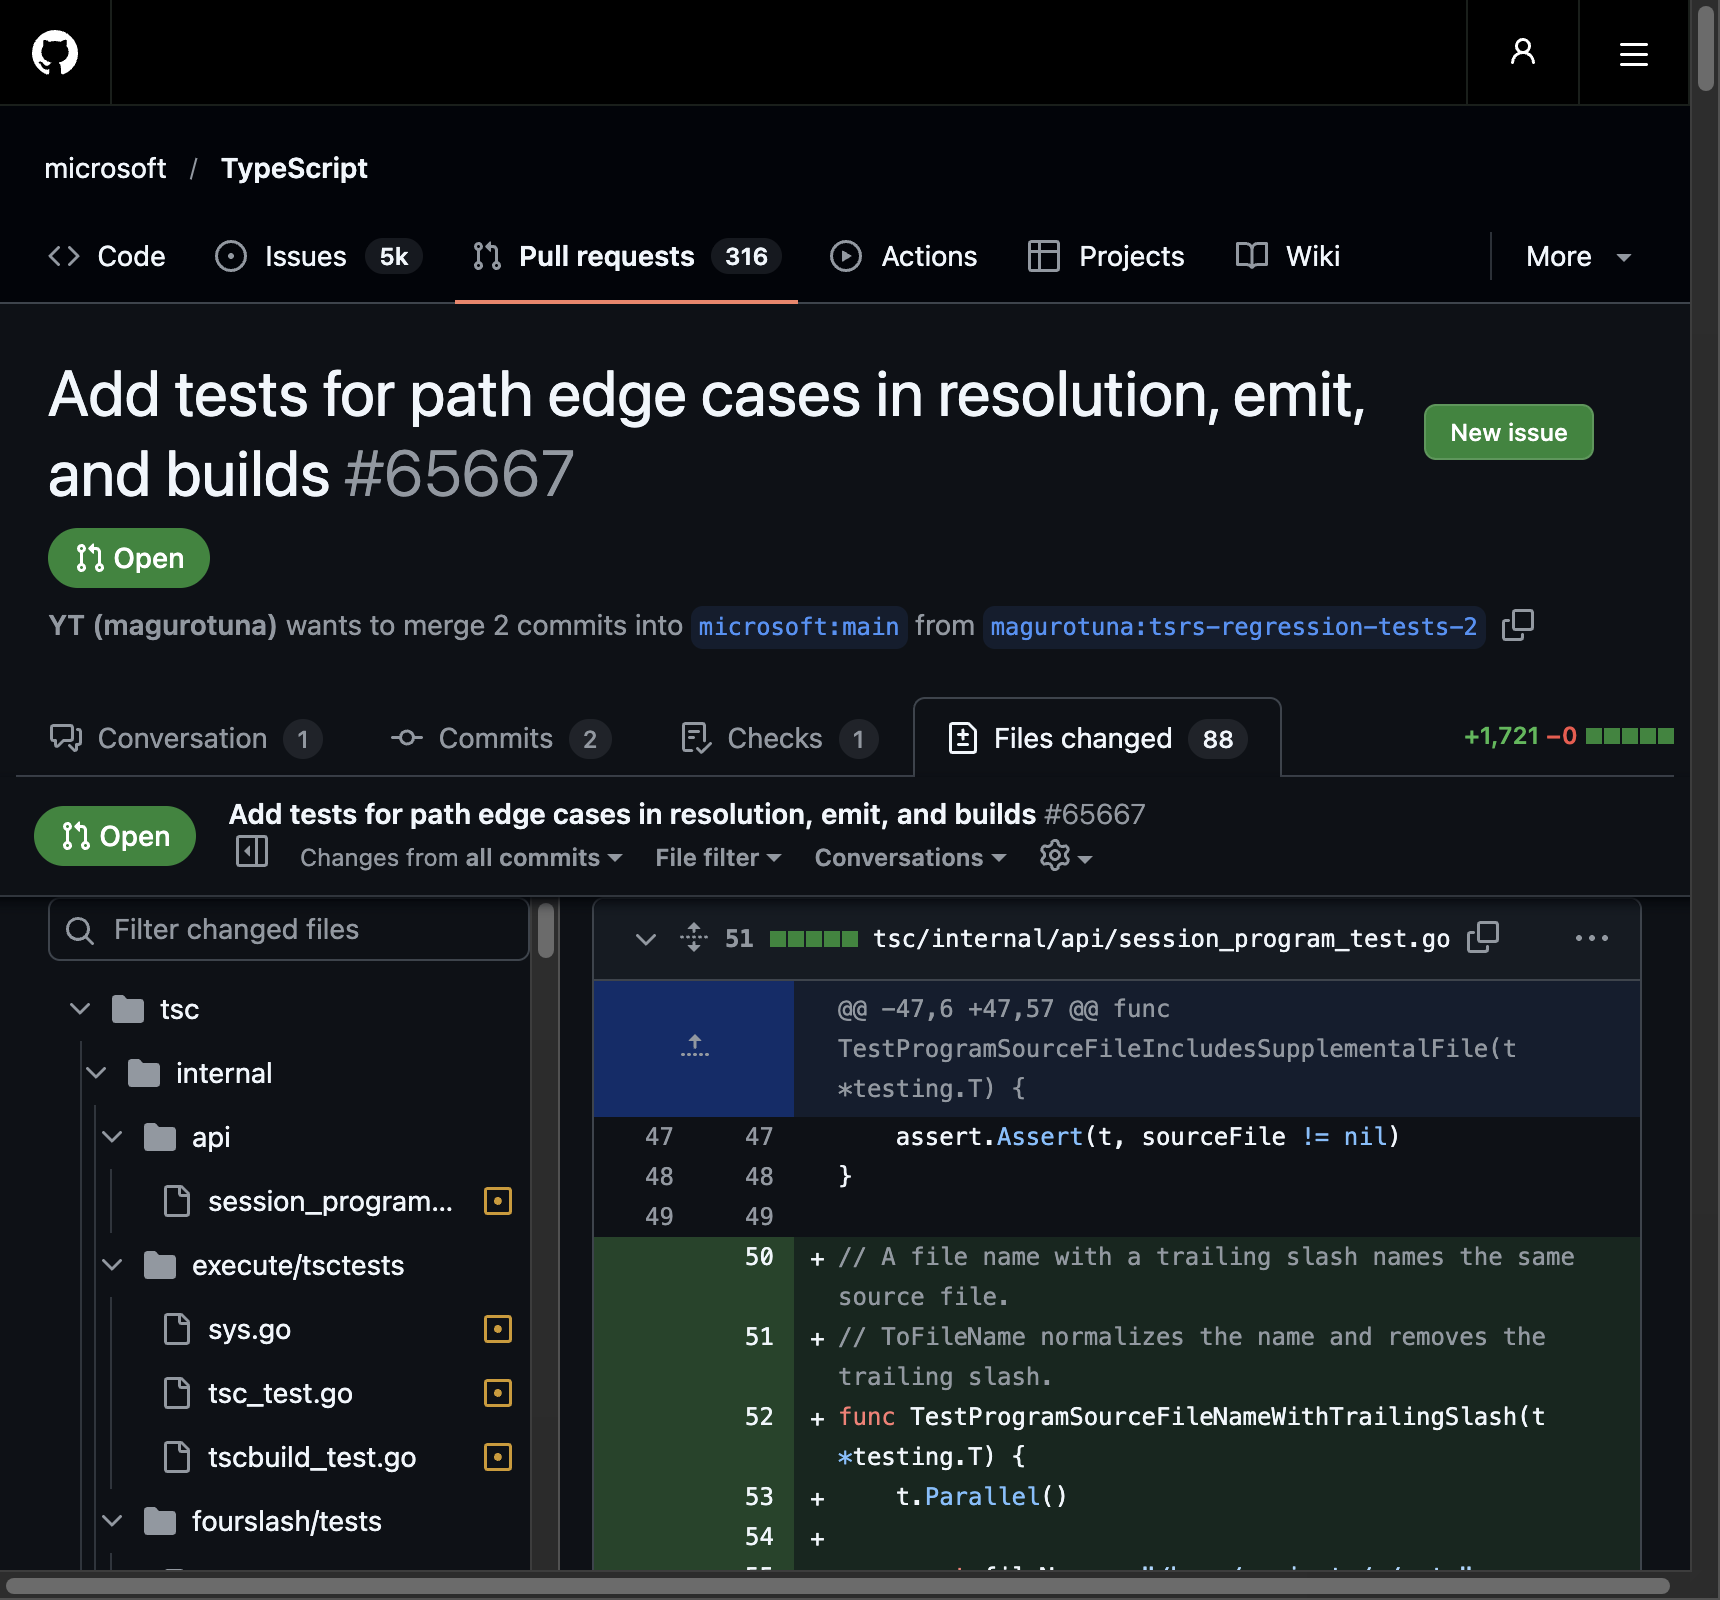 microsoft / TypeScript
Code Issues 5k Pull requests 316 Actions Projects Wiki More
Add tests for path edge cases in resolution, emit,
and builds #65667
New issue
Open
YT (magurotuna) wants to merge 2 commits into microsoft:main from magurotuna:tsrs-regression-tests-2
Conversation 1 Commits 2 Checks 1 Files changed 88 +1,721 −0
Open
Add tests for path edge cases in resolution, emit, and builds #65667
Changes from all commits File filter Conversations
Filter changed files
tsc
internal
api
session_program...
execute/tsctests
sys.go
tsc_test.go
tscbuild_test.go
fourslash/tests
51 tsc/internal/api/session_program_test.go
@@ -47,6 +47,57 @@ func
TestProgramSourceFileIncludesSupplementalFile(t
*testing.T) {
47 47 assert.Assert(t, sourceFile != nil)
48 48 }
49 49
50 + // A file name with a trailing slash names the same
source file.
51 + // ToFileName normalizes the name and removes the
trailing slash.
52 + func TestProgramSourceFileNameWithTrailingSlash(t
*testing.T) {
53 + t.Parallel()
54 +